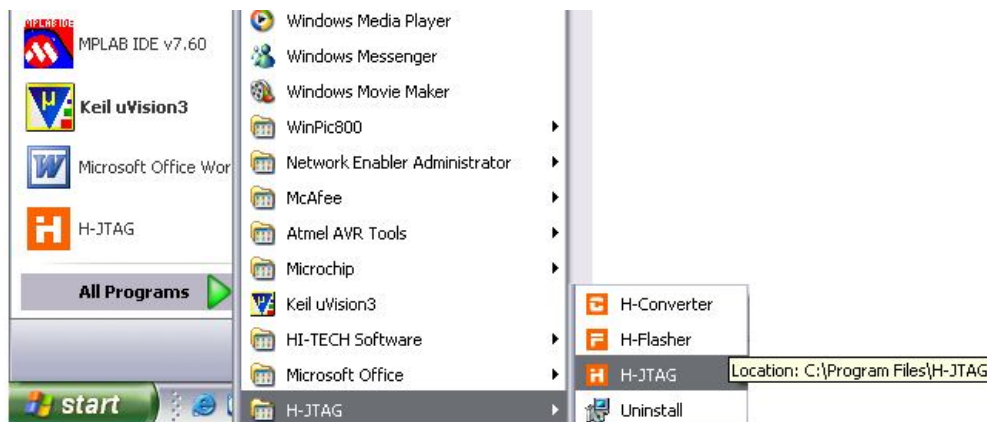 MPLAB IDE
MPLAB IDE v7.60
Keil uVision3
Microsoft Office Wor
H-JTAG
All Programs
start
Windows Media Player
Windows Messenger
Windows Movie Maker
WinPic800
Network Enabler Administrator
McAfee
Atmel AVR Tools
Microchip
Keil uVision3
HI-TECH Software
Microsoft Office
H-JTAG
H-Converter
H-Flasher
H-JTAG
Uninstall
Location: C:\Program Files\H-JTAG